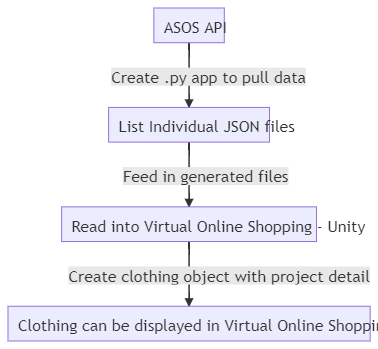 ASOS API
Create .py app to pull data
List Individual JSON files
Feed in generated files
Read into Virtual Online Shopping - Unity
Create clothing object with project detail
Clothing can be displayed in Virtual Online Shoppin